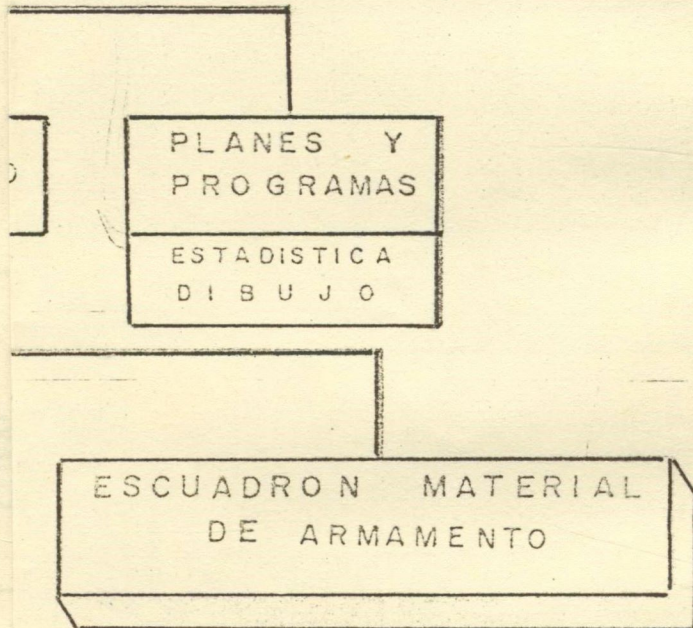 PLANES Y
PROGRAMAS
ESTADISTICA
DIBUJO
ESCUADRON MATERIAL
DE ARMAMENTO